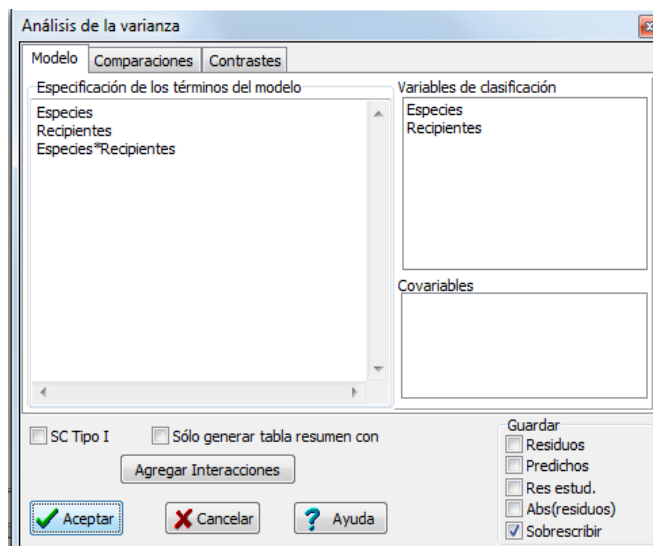 Análisis de la varianza
Modelo Comparaciones Contrastes
Especificación de los términos del modelo
Especies
Recipientes
Especies*Recipientes
Variables de clasificación
Especies
Recipientes
Covariables
SC Tipo I
Sólo generar tabla resumen con
Agregar Interacciones
Aceptar
Cancelar
Ayuda
Guardar
Residuos
Predichos
Res estud.
Abs(residuos)
Sobrescribir